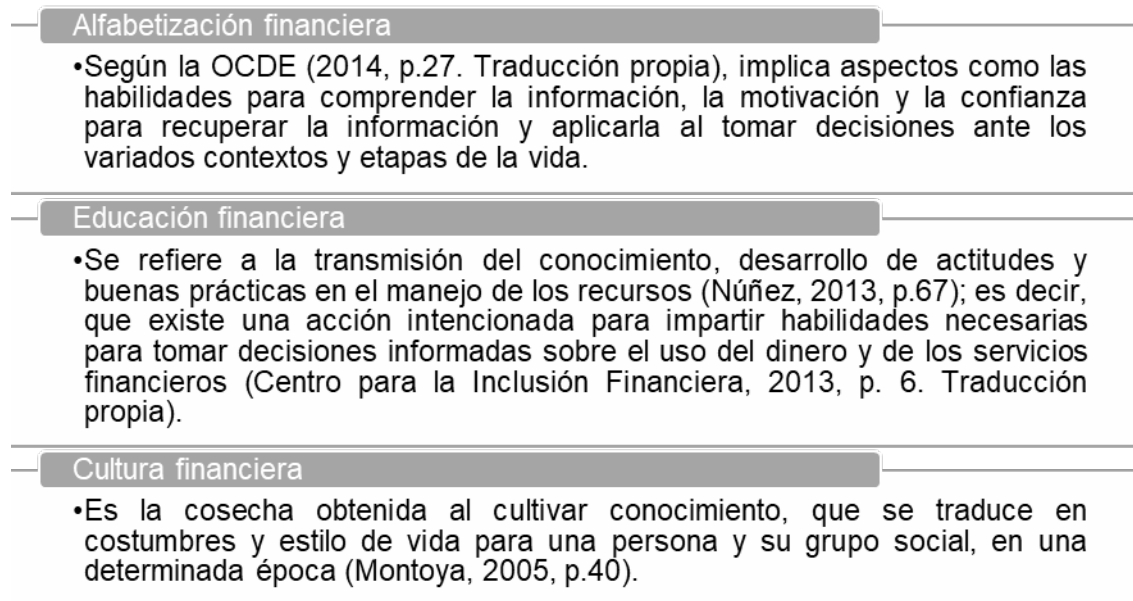 Alfabetización financiera
•Según la OCDE (2014, p.27. Traducción propia), implica aspectos como las
habilidades para comprender la información, la motivación y la confianza
para recuperar la información y aplicarla al tomar decisiones ante los
variados contextos y etapas de la vida.
Educación financiera
•Se refiere a la transmisión del conocimiento, desarrollo de actitudes y
buenas prácticas en el manejo de los recursos (Núñez, 2013, p.67); es decir,
que existe una acción intencionada para impartir habilidades necesarias
para tomar decisiones informadas sobre el uso del dinero y de los servicios
financieros (Centro para la Inclusión Financiera, 2013, p. 6. Traducción
propia).
Cultura financiera
•Es la cosecha obtenida al cultivar conocimiento, que se traduce en
costumbres y estilo de vida para una persona y su grupo social, en una
determinada época (Montoya, 2005, p.40).